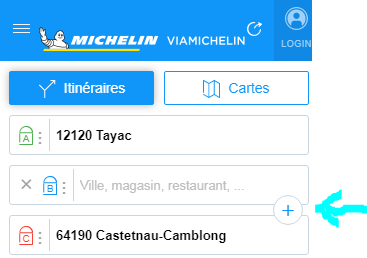 MICHELIN VIAMICHELIN
LOGIN
Itinéraires Cartes
A 12120 Tayac
B Ville, magasin, restaurant, ...
C 64190 Castetnau-Camblong